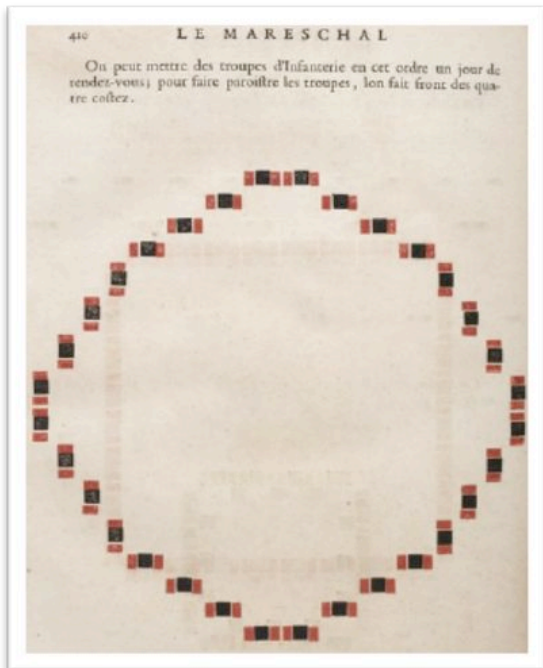 410 LE MARESCHAL
On peut mettre des troupes d'Infanterie en cet ordre un jour de
rendez-vous; pour faire paroistre les troupes, lon fait front des qua-
tre costez.